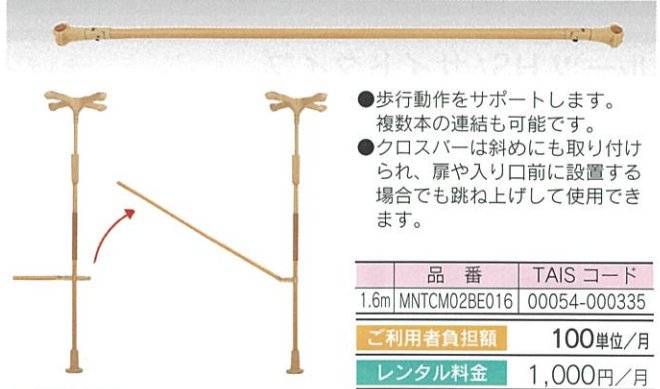 ●歩行動作をサポートします。
複数本の連結も可能です。
●クロスバーは斜めにも取り付け
られ、扉や入り口前に設置する
場合でも跳ね上げして使用でき
ます。
品 番 TAIS コード
1.6m MNTCM02BE016 00054-000335
ご利用者負担額 100単位/月
レンタル料金 1,000円/月